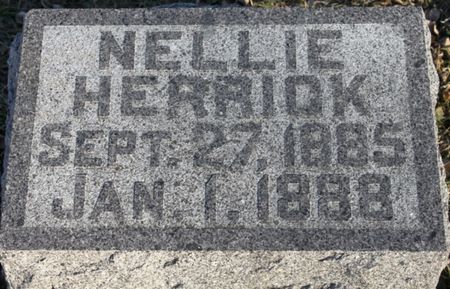 NELLIE
HERRICK
SEPT. 27, 1885
JAN. 1. 1888